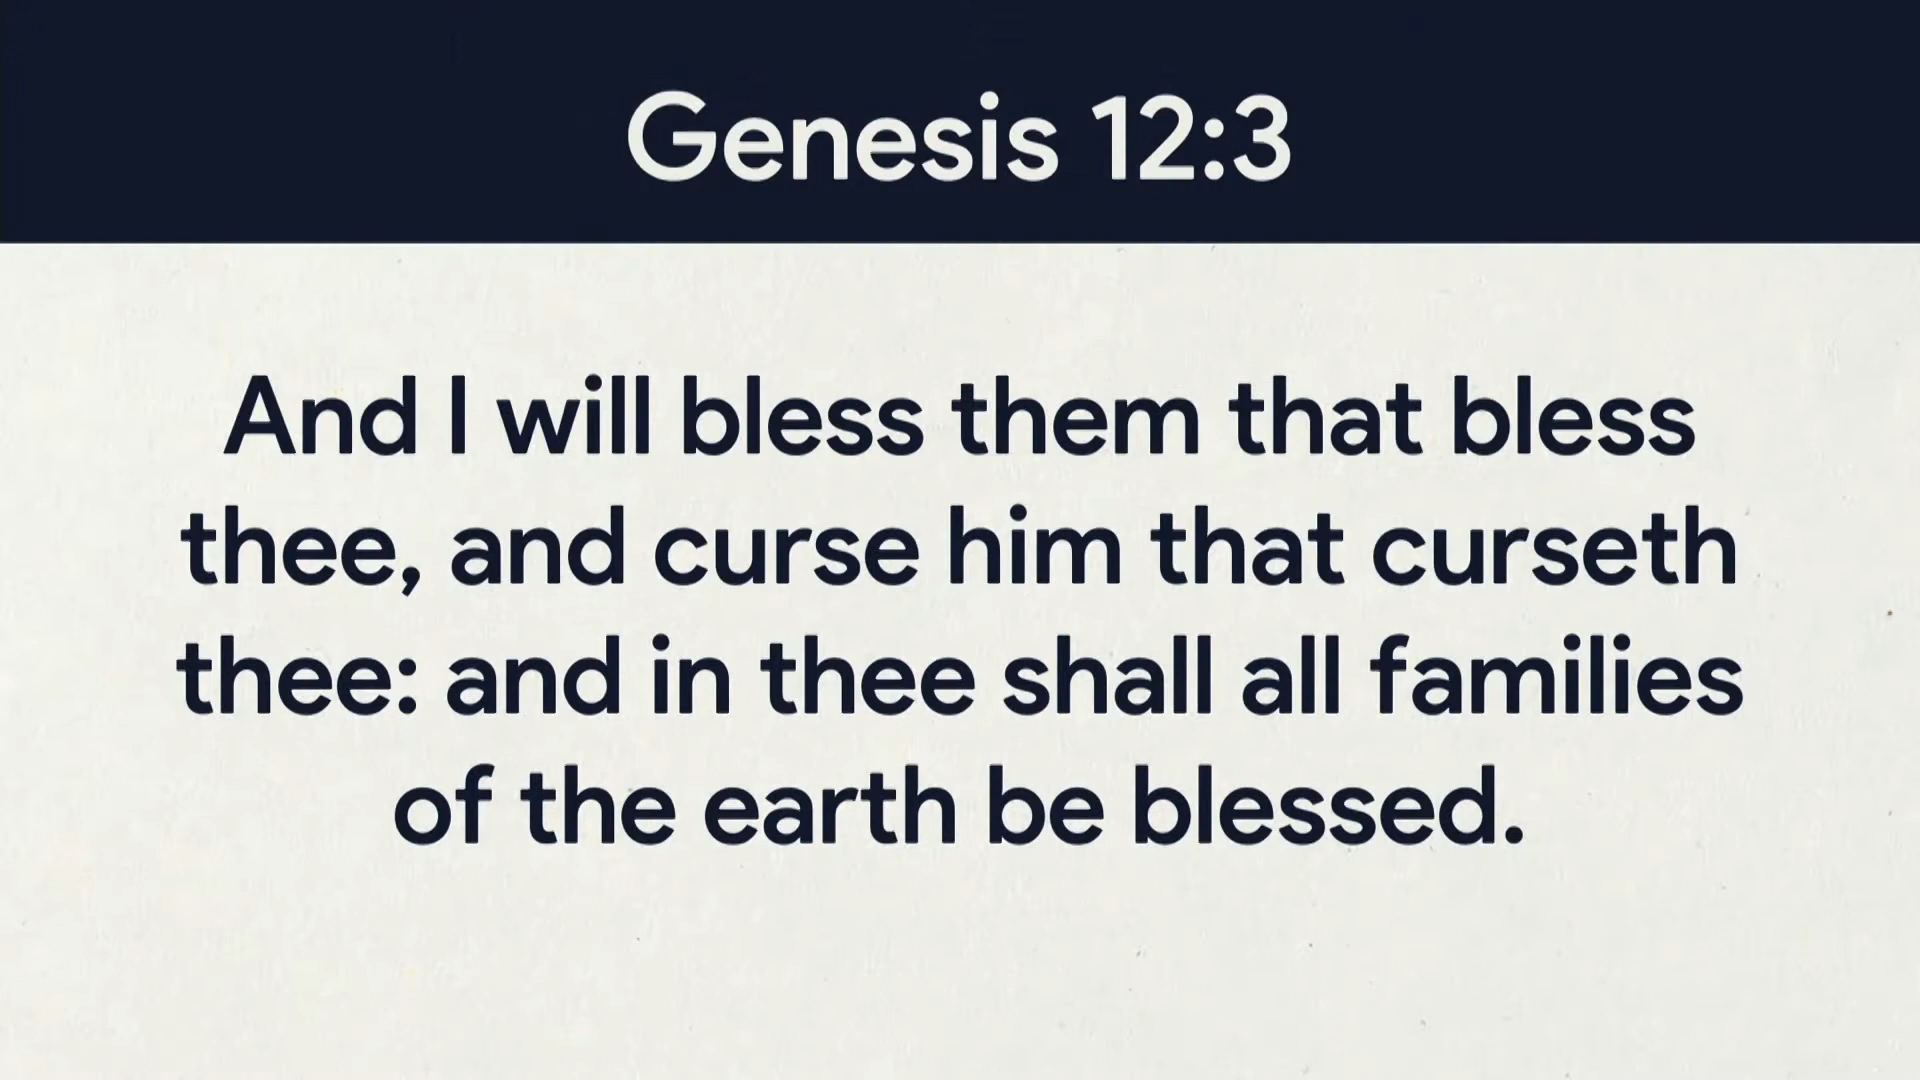 Genesis 12:3
And I will bless them that bless
thee, and curse him that curseth
thee: and in thee shall all families
of the earth be blessed.